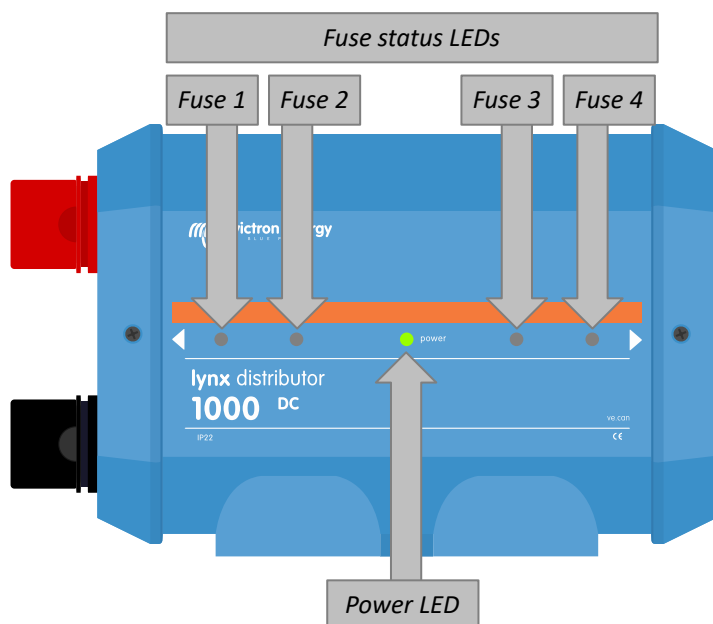 Fuse status LEDs
Fuse 1
Fuse 2
Fuse 3
Fuse 4
victron
power
lynx distributor
1000 DC
ve.can
IP22
CE
Power LED